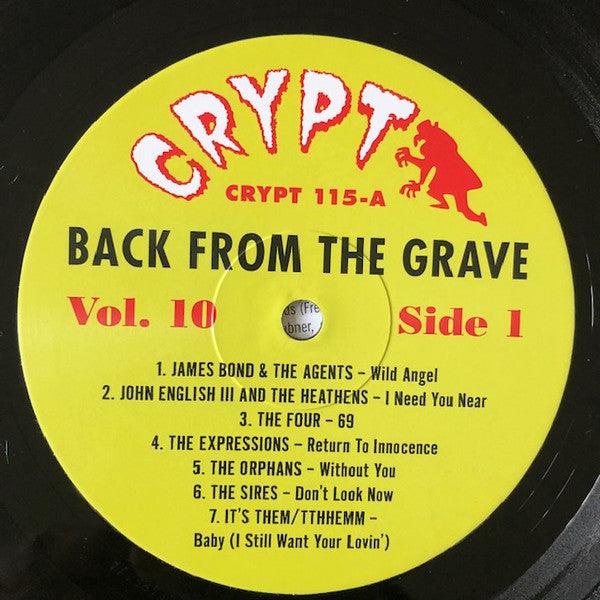 CRYPT
CRYPT 115-A
BACK FROM THE GRAVE
Vol. 10 Side 1
1. JAMES BOND & THE AGENTS – Wild Angel
2. JOHN ENGLISH III AND THE HEATHENS – I Need You Near
3. THE FOUR – 69
4. THE EXPRESSIONS – Return To Innocence
5. THE ORPHANS – Without You
6. THE SIRES – Don't Look Now
7. IT'S THEM/TTHHEMM –
Baby (I Still Want Your Lovin')